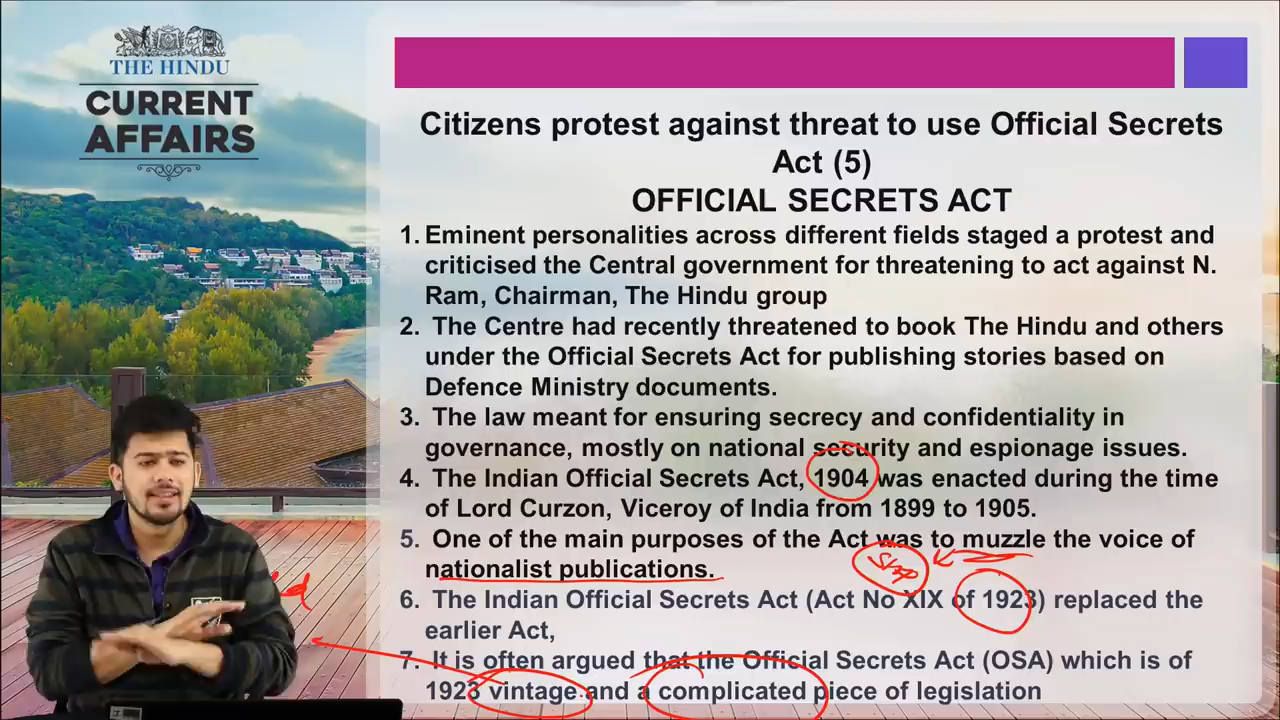 THE HINDU
CURRENT
AFFAIRS
Citizens protest against threat to use Official Secrets
Act (5)
OFFICIAL SECRETS ACT
1. Eminent personalities across different fields staged a protest and
criticised the Central government for threatening to act against N.
Ram, Chairman, The Hindu group
2. The Centre had recently threatened to book The Hindu and others
under the Official Secrets Act for publishing stories based on
Defence Ministry documents.
3. The law meant for ensuring secrecy and confidentiality in
governance, mostly on national security and espionage issues.
4. The Indian Official Secrets Act, 1904 was enacted during the time
of Lord Curzon, Viceroy of India from 1899 to 1905.
5. One of the main purposes of the Act was to muzzle the voice of
nationalist publications.
stop
6. The Indian Official Secrets Act (Act No XIX of 1923) replaced the
earlier Act,
7. It is often argued that the Official Secrets Act (OSA) which is of
1923 vintage and a complicated piece of legislation